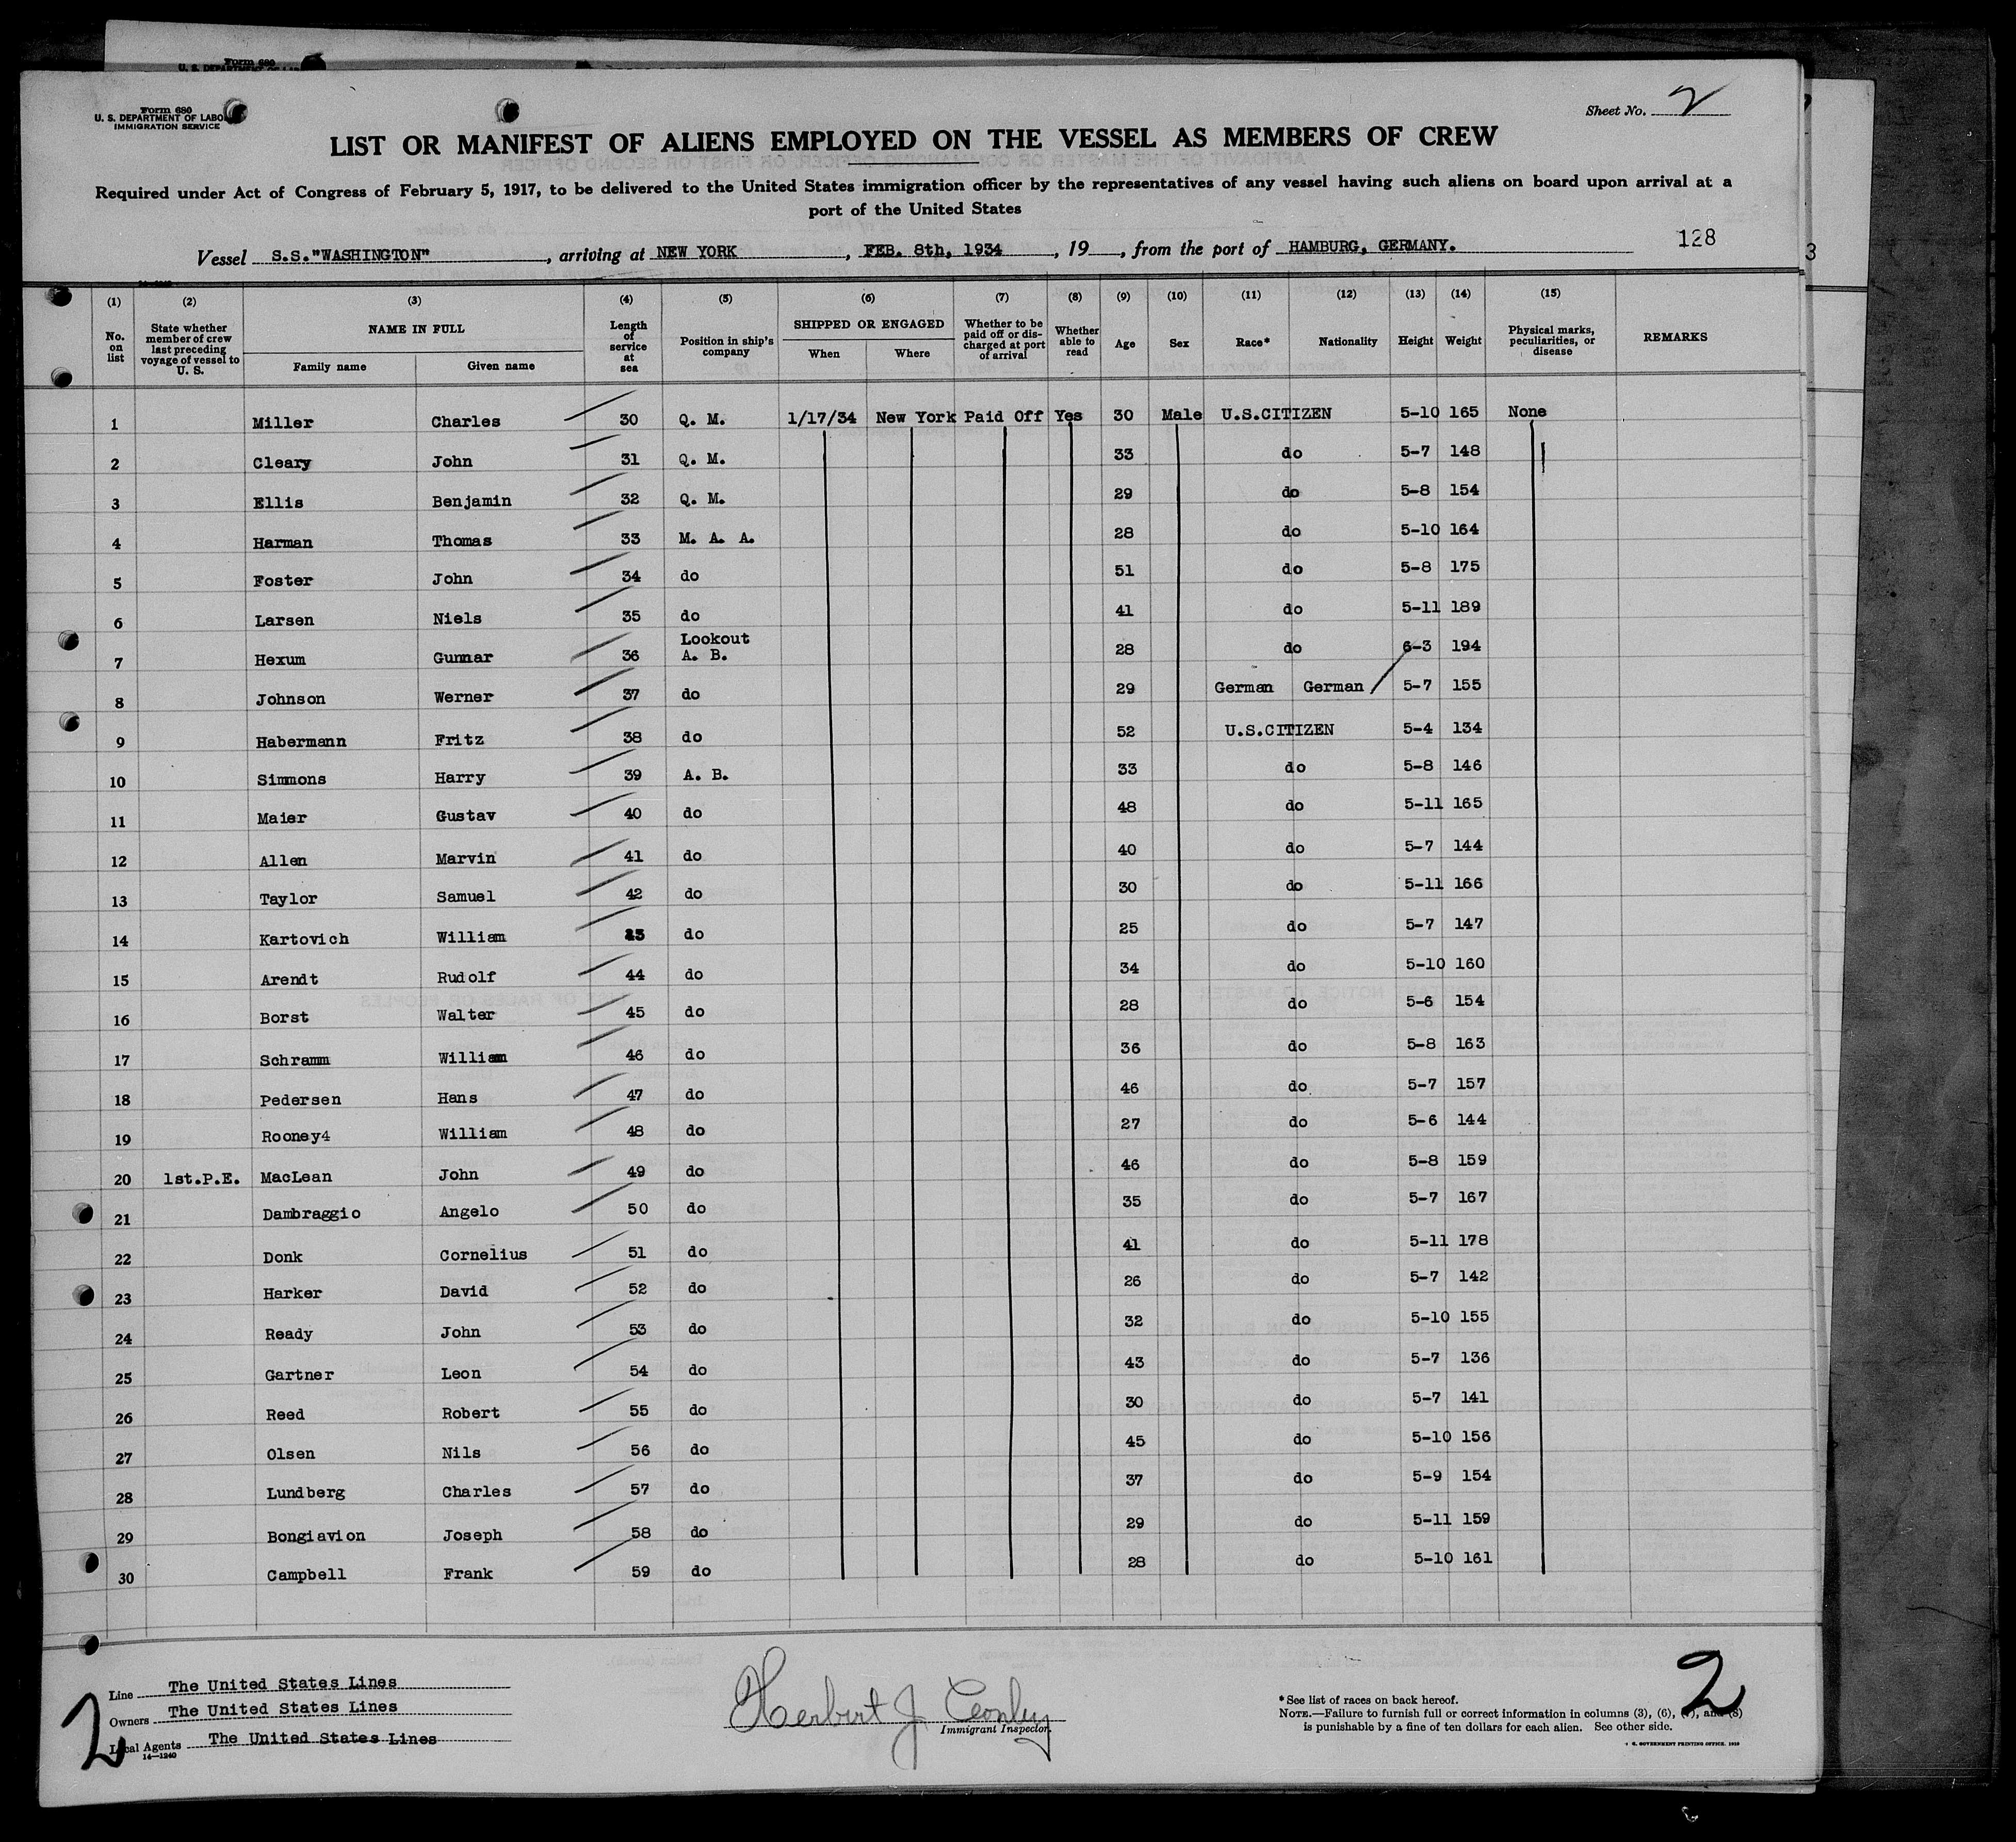 Form 680
U. S. DEPARTMENT OF LABO
IMMIGRATION SERVICE
Sheet No. 2
LIST OR MANIFEST OF ALIENS EMPLOYED ON THE VESSEL AS MEMBERS OF CREW
Required under Act of Congress of February 5, 1917, to be delivered to the United States immigration officer by the representatives of any vessel having such aliens on board upon arrival at a
port of the United States
Vessel S.S."WASHINGTON", arriving at NEW YORK, FEB. 8th, 1934, 19, from the port of HAMBURG, GERMANY. 128
(1) (2) (3) (4) (5) (6) (7) (8) (9) (10) (11) (12) (13) (14) (15)
No. on list State whether member of crew last preceding voyage of vessel to U. S. NAME IN FULL Family name Given name Length of service at sea Position in ship's company SHIPPED OR ENGAGED When Where Whether to be paid off or discharged at port of arrival Whether able to read Age Sex Race* Nationality Height Weight Physical marks, peculiarities, or disease REMARKS
1 Miller Charles 30 Q. M. 1/17/34 New York Paid Off Yes 30 Male U.S.CITIZEN 5-10 165 None
2 Cleary John 31 Q. M. 33 do 5-7 148
3 Ellis Benjamin 32 Q. M. 29 do 5-8 154
4 Harman Thomas 33 M. A. A. 28 do 5-10 164
5 Foster John 34 do 51 do 5-8 175
6 Larsen Niels 35 do 41 do 5-11 189
7 Hexum Gunnar 36 Lookout A. B. 28 do 6-3 194
8 Johnson Werner 37 do 29 German German 5-7 155
9 Habermann Fritz 38 do 52 U.S.CITIZEN 5-4 134
10 Simmons Harry 39 A. B. 33 do 5-8 146
11 Maier Gustav 40 do 48 do 5-11 165
12 Allen Marvin 41 do 40 do 5-7 144
13 Taylor Samuel 42 do 30 do 5-11 166
14 Kartovich William do 25 do 5-7 147
15 Arendt Rudolf 44 do 34 do 5-10 160
16 Borst Walter 45 do 28 do 5-6 154
17 Schramm William 46 do 36 do 5-8 163
18 Pedersen Hans 47 do 46 do 5-7 157
19 Rooney4 William 48 do 27 do 5-6 144
20 1st.P.E. MacLean John 49 do 46 do 5-8 159
21 Dambraggio Angelo 50 do 35 do 5-7 167
22 Donk Cornelius 51 do 41 do 5-11 178
23 Harker David 52 do 26 do 5-7 142
24 Ready John 53 do 32 do 5-10 155
25 Gartner Leon 54 do 43 do 5-7 136
26 Reed Robert 55 do 30 do 5-7 141
27 Olsen Nils 56 do 45 do 5-10 156
28 Lundberg Charles 57 do 37 do 5-9 154
29 Bongiavion Joseph 58 do 29 do 5-11 159
30 Campbell Frank 59 do 28 do 5-10 161
Line The United States Lines
Owners The United States Lines
Local Agents The United States Lines
14—1240
2
Herbert J. Conley
Immigrant Inspector.
2
*See list of races on back hereof.
NOTE.—Failure to furnish full or correct information in columns (3), (6), (7), and (8)
is punishable by a fine of ten dollars for each alien. See other side.
GOVERNMENT PRINTING OFFICE